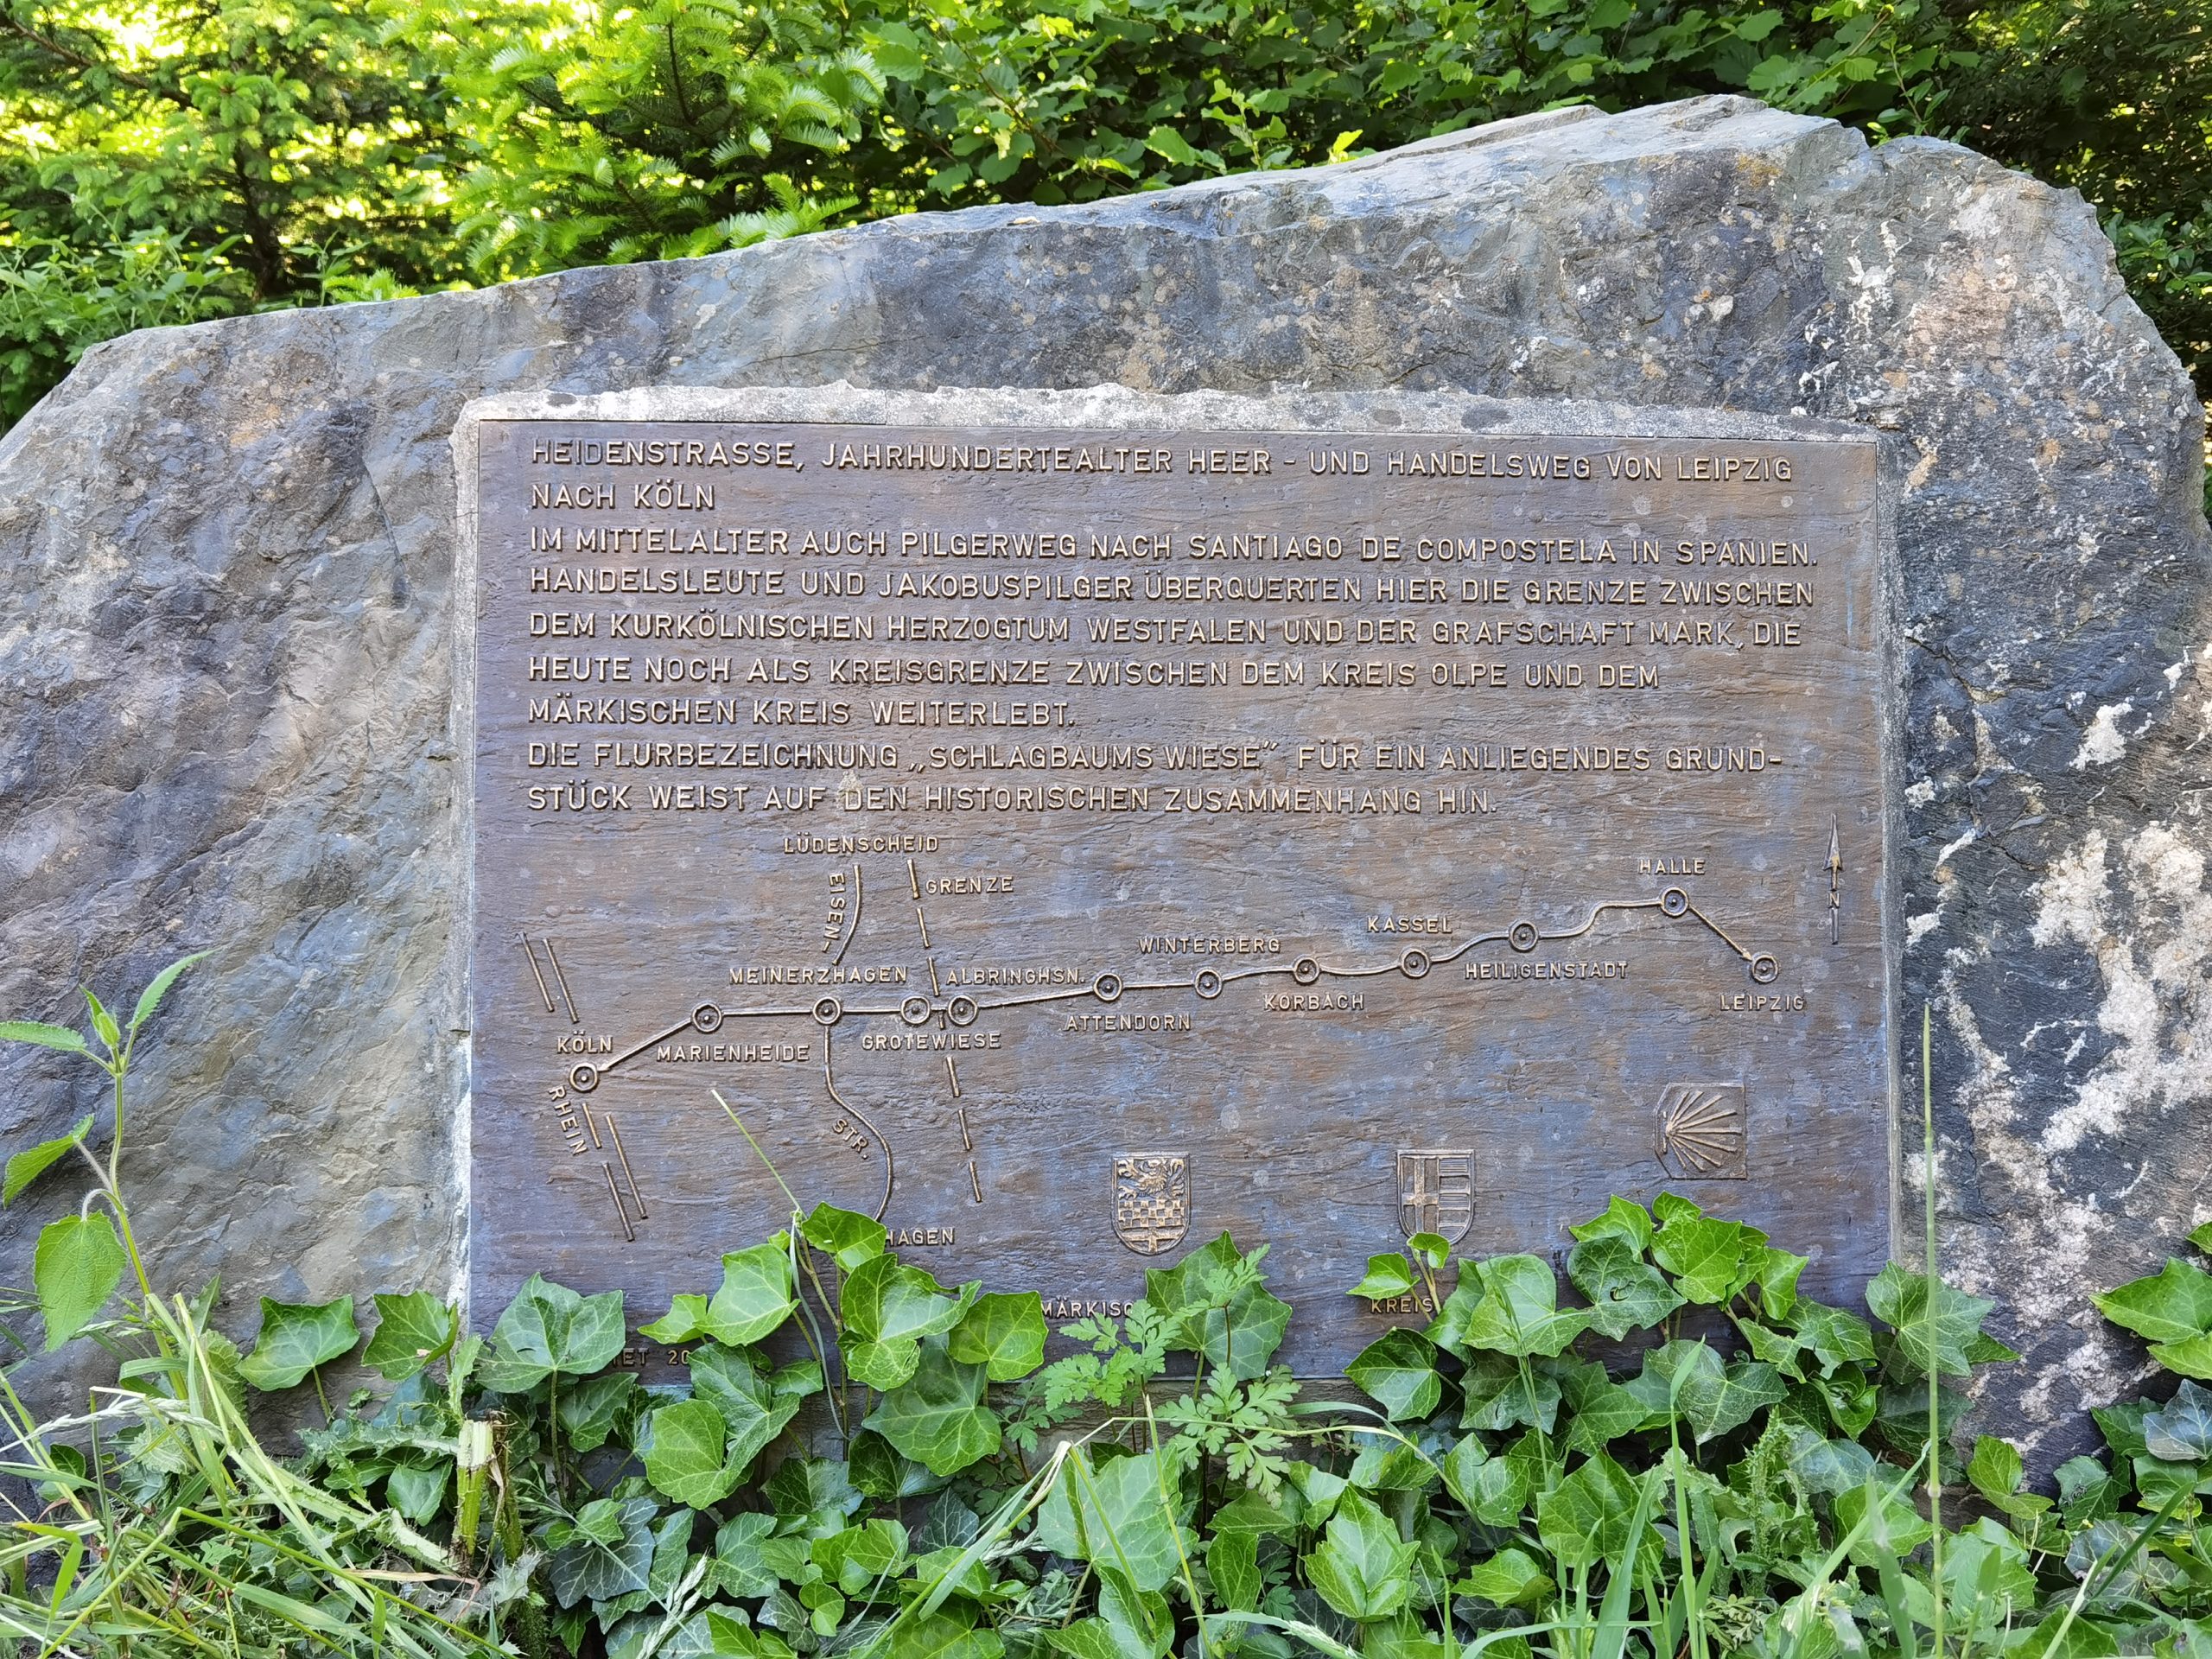 HEIDENSTRASSE, JAHRHUNDERTEALTER HEER - UND HANDELSWEG VON LEIPZIG
NACH KÖLN
IM MITTELALTER AUCH PILGERWEG NACH SANTIAGO DE COMPOSTELA IN SPANIEN.
HANDELSLEUTE UND JAKOBUSPILGER ÜBERQUERTEN HIER DIE GRENZE ZWISCHEN
DEM KURKÖLNISCHEN HERZOGTUM WESTFALEN UND DER GRAFSCHAFT MARK, DIE
HEUTE NOCH ALS KREISGRENZE ZWISCHEN DEM KREIS OLPE UND DEM
MÄRKISCHEN KREIS WEITERLEBT.
DIE FLURBEZEICHNUNG „SCHLAGBAUMS WIESE" FÜR EIN ANLIEGENDES GRUND-
STÜCK WEIST AUF DEN HISTORISCHEN ZUSAMMENHANG HIN.
LÜDENSCHEID
EISEN-
GRENZE
HALLE
N
KASSEL
WINTERBERG
MEINERZHAGEN
ALBRINGHSN.
HEILIGENSTADT
KORBACH
LEIPZIG
ATTENDORN
KÖLN
MARIENHEIDE
GROTEWIESE
RHEIN
STR.
HAGEN
KREIS